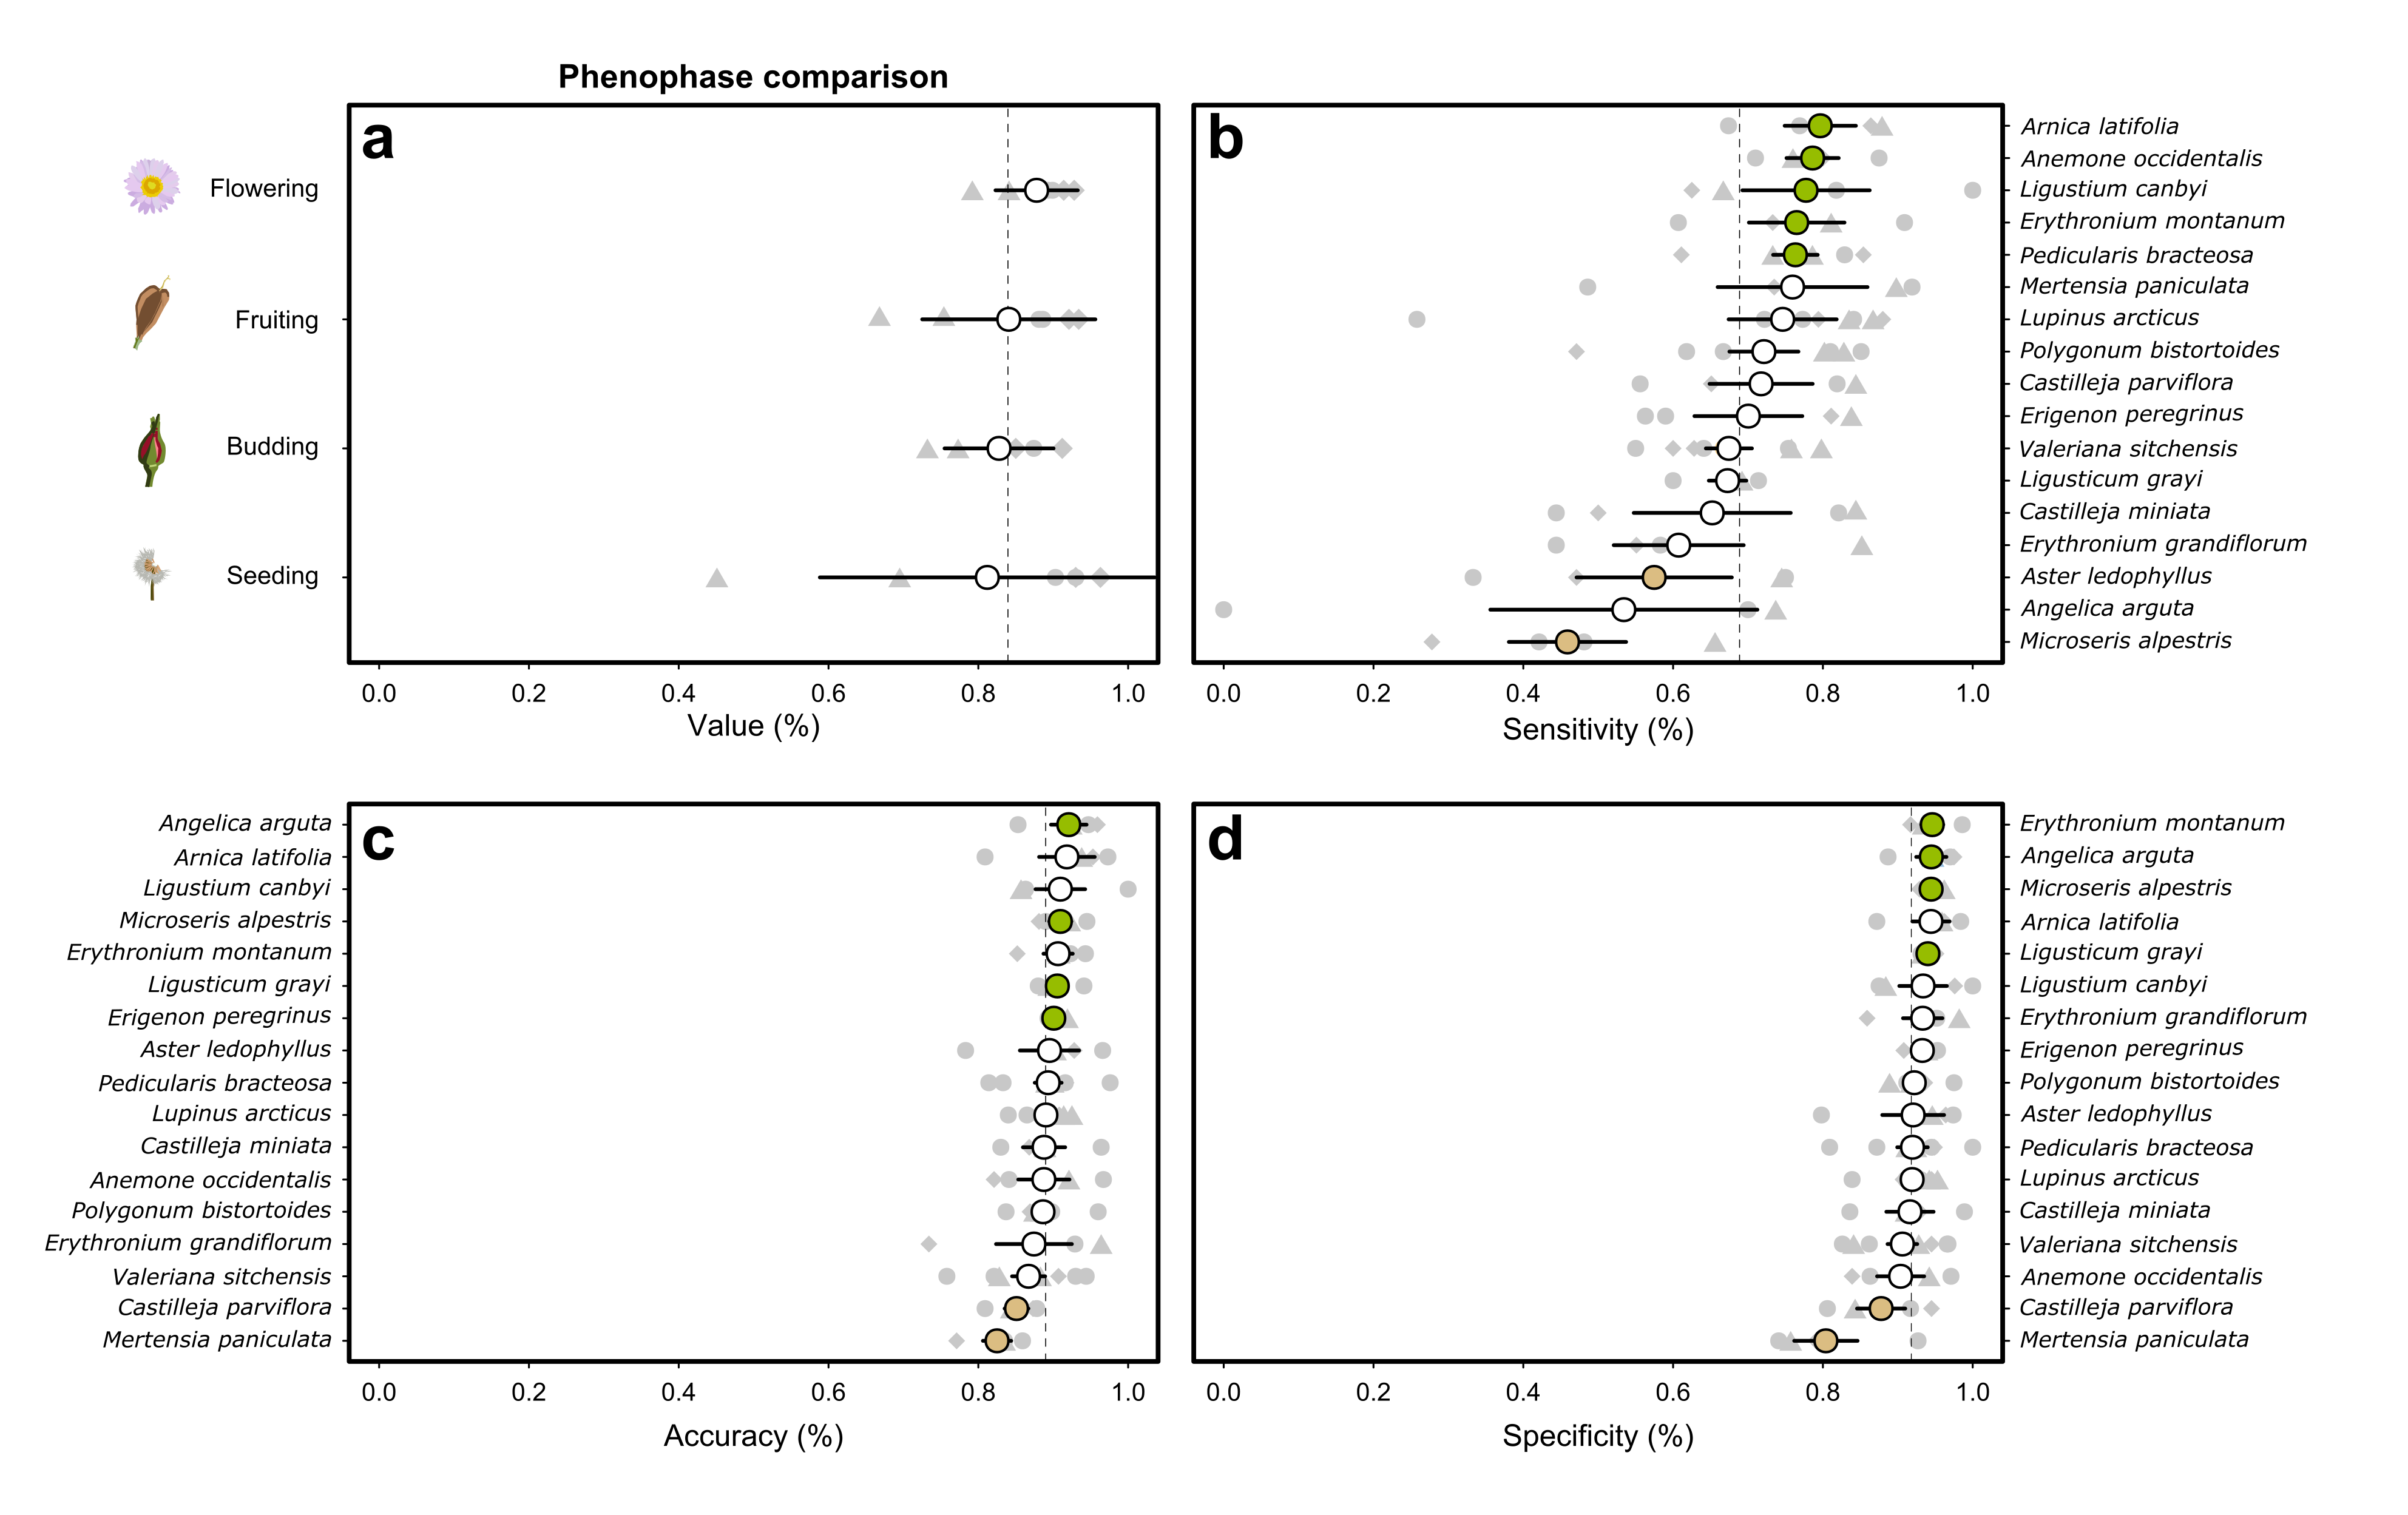 Phenophase comparison
a
Flowering
Fruiting
Budding
Seeding
0.0 0.2 0.4 0.6 0.8 1.0
Value (%)
b
Arnica latifolia
Anemone occidentalis
Ligustium canbyi
Erythronium montanum
Pedicularis bracteosa
Mertensia paniculata
Lupinus arcticus
Polygonum bistortoides
Castilleja parviflora
Erigenon peregrinus
Valeriana sitchensis
Ligusticum grayi
Castilleja miniata
Erythronium grandiflorum
Aster ledophyllus
Angelica arguta
Microseris alpestris
0.0 0.2 0.4 0.6 0.8 1.0
Sensitivity (%)
c
Angelica arguta
Arnica latifolia
Ligustium canbyi
Microseris alpestris
Erythronium montanum
Ligusticum grayi
Erigenon peregrinus
Aster ledophyllus
Pedicularis bracteosa
Lupinus arcticus
Castilleja miniata
Anemone occidentalis
Polygonum bistortoides
Erythronium grandiflorum
Valeriana sitchensis
Castilleja parviflora
Mertensia paniculata
0.0 0.2 0.4 0.6 0.8 1.0
Accuracy (%)
d
Erythronium montanum
Angelica arguta
Microseris alpestris
Arnica latifolia
Ligusticum grayi
Ligustium canbyi
Erythronium grandiflorum
Erigenon peregrinus
Polygonum bistortoides
Aster ledophyllus
Pedicularis bracteosa
Lupinus arcticus
Castilleja miniata
Valeriana sitchensis
Anemone occidentalis
Castilleja parviflora
Mertensia paniculata
0.0 0.2 0.4 0.6 0.8 1.0
Specificity (%)